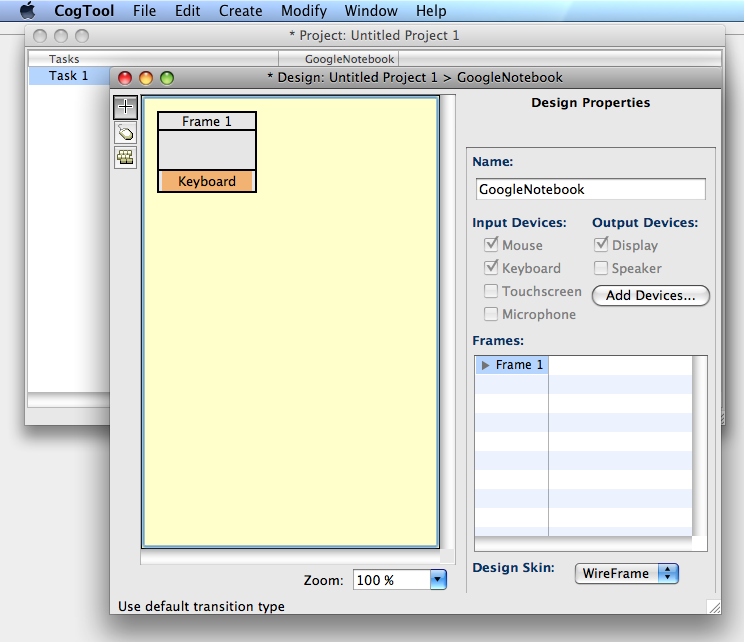 CogTool File Edit Create Modify Window Help
* Project: Untitled Project 1
Tasks GoogleNotebook
Task 1
* Design: Untitled Project 1 > GoogleNotebook
Frame 1
Keyboard
Design Properties
Name:
GoogleNotebook
Input Devices: Output Devices:
Mouse Display
Keyboard Speaker
Touchscreen Add Devices...
Microphone
Frames:
Frame 1
Design Skin: WireFrame
Zoom: 100 %
Use default transition type